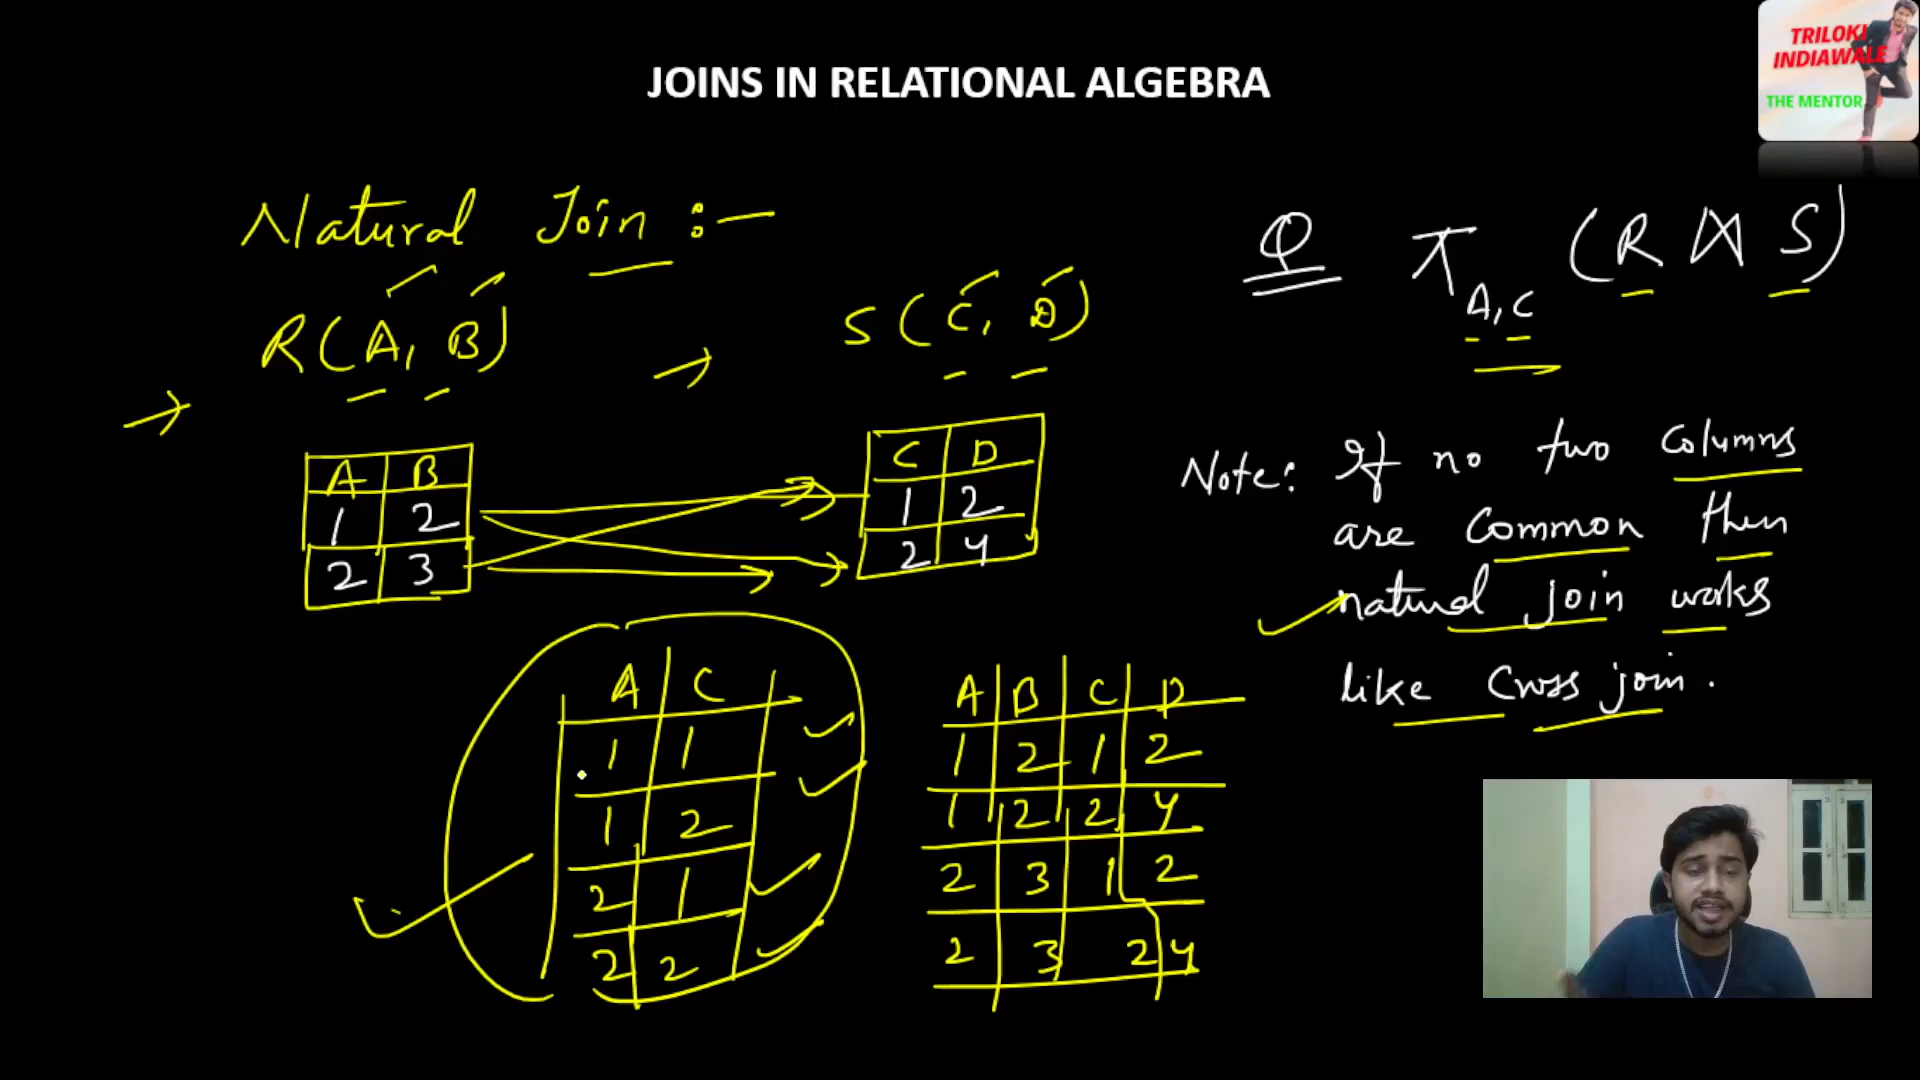 JOINS IN RELATIONAL ALGEBRA
TRILOKI
INDIAWALE
THE MENTOR
Natural Join :-
R(A, B)
S(C, D)
Q π A, C (R ⋈ S)
A B
1 2
2 3
C D
1 2
2 4
Note: If no two columns
are common then
natural join works
like Cross join.
A C
1 1
1 2
2 1
2 2
A B C D
1 2 1 2
1 2 2 4
2 3 1 2
2 3 2 4